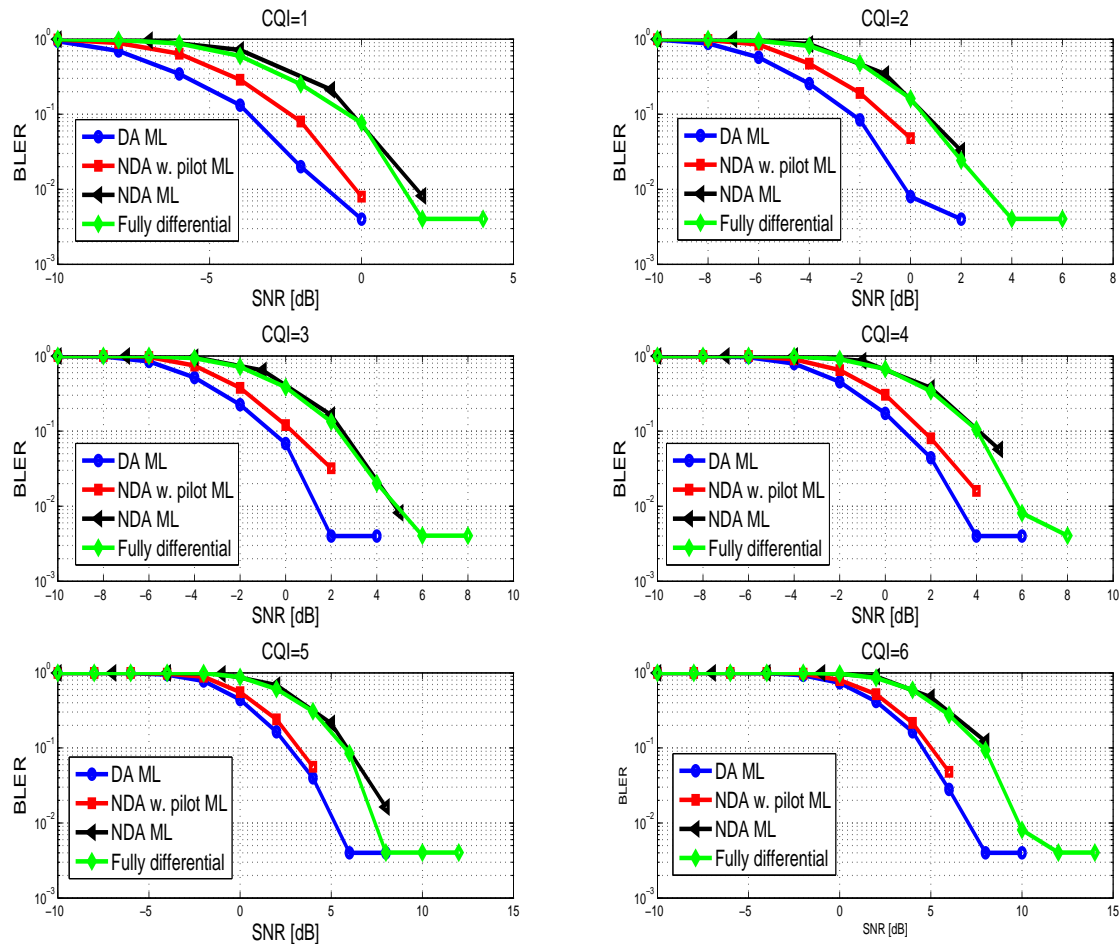 CQI=1
10^0
10^-1
10^-2
10^-3
BLER
DA ML
NDA w. pilot ML
NDA ML
Fully differential
-10
-5
0
5
SNR [dB]
CQI=2
10^0
10^-1
10^-2
10^-3
BLER
DA ML
NDA w. pilot ML
NDA ML
Fully differential
-10
-8
-6
-4
-2
0
2
4
6
8
SNR [dB]
CQI=3
10^0
10^-1
10^-2
10^-3
BLER
DA ML
NDA w. pilot ML
NDA ML
Fully differential
-10
-8
-6
-4
-2
0
2
4
6
8
10
SNR [dB]
CQI=4
10^0
10^-1
10^-2
10^-3
BLER
DA ML
NDA w. pilot ML
NDA ML
Fully differential
-10
-8
-6
-4
-2
0
2
4
6
8
10
SNR [dB]
CQI=5
10^0
10^-1
10^-2
10^-3
BLER
DA ML
NDA w. pilot ML
NDA ML
Fully differential
-10
-5
0
5
10
15
SNR [dB]
CQI=6
10^0
10^-1
10^-2
10^-3
BLER
DA ML
NDA w. pilot ML
NDA ML
Fully differential
-10
-5
0
5
10
15
SNR [dB]